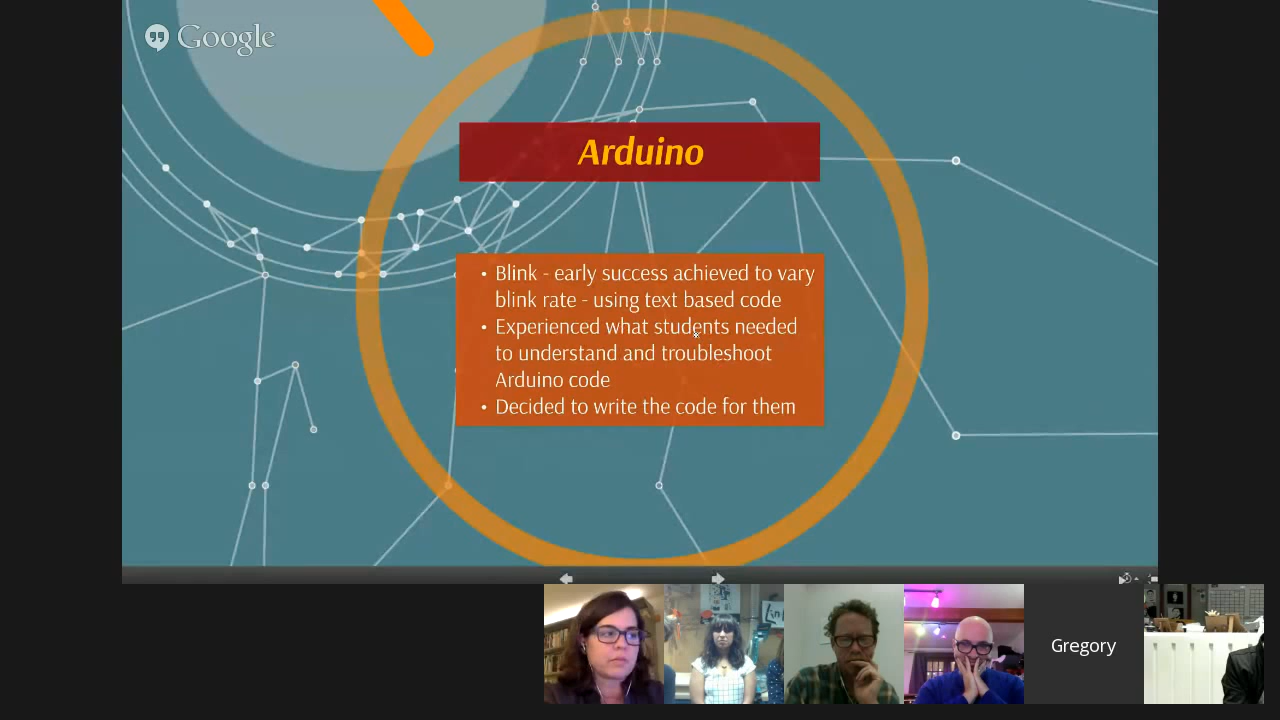 Google
Arduino
• Blink - early success achieved to vary
blink rate - using text based code
• Experienced what students needed
to understand and troubleshoot
Arduino code
• Decided to write the code for them
Gregory